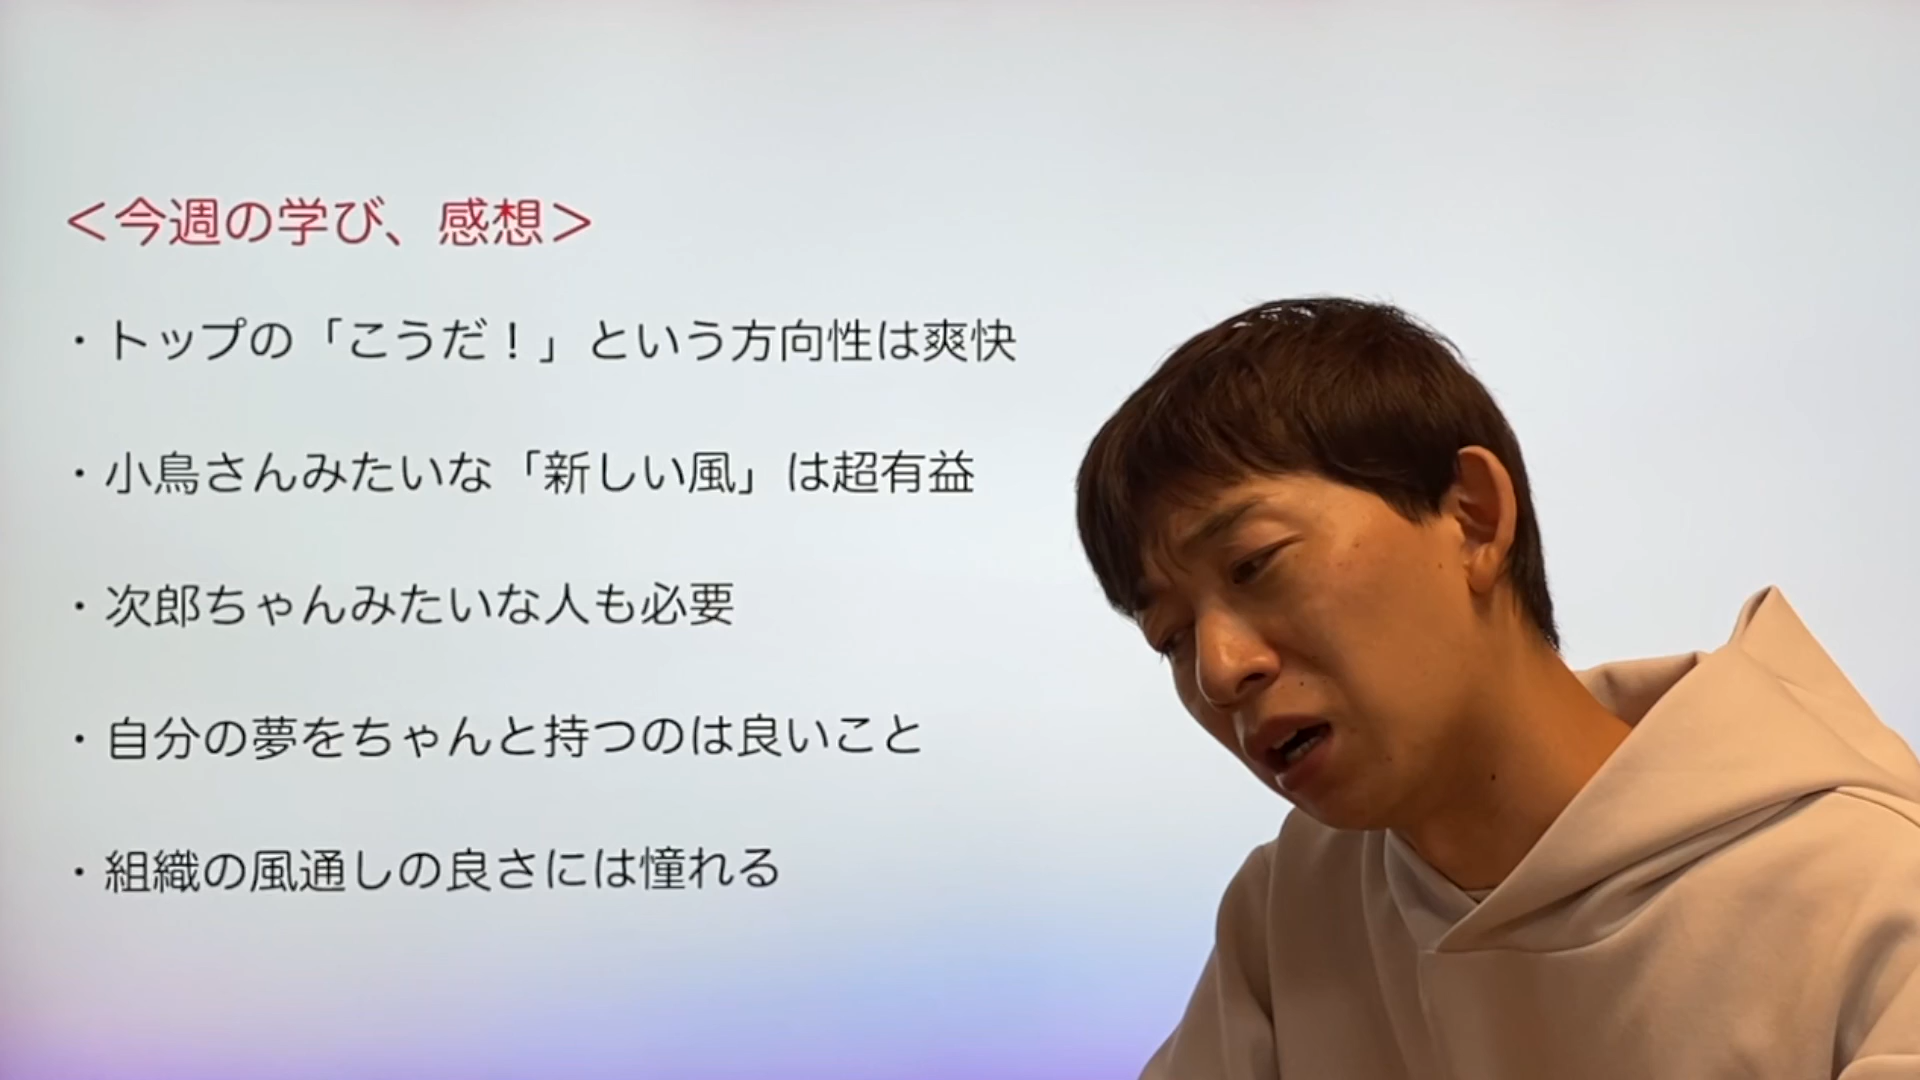 ＜今週の学び、感想＞
・トップの「こうだ！」という方向性は爽快
・小鳥さんみたいな「新しい風」は超有益
・次郎ちゃんみたいな人も必要
・自分の夢をちゃんと持つのは良いこと
・組織の風通しの良さには憧れる